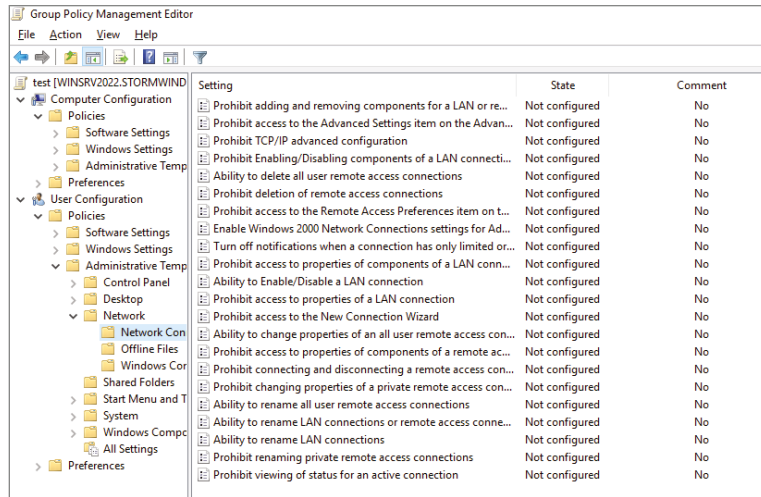 Group Policy Management Editor
File Action View Help
test [WINSRV2022.STORMWIND
Computer Configuration
Policies
Software Settings
Windows Settings
Administrative Temp
Preferences
User Configuration
Policies
Software Settings
Windows Settings
Administrative Temp
Control Panel
Desktop
Network
Network Con
Offline Files
Windows Cor
Shared Folders
Start Menu and T
System
Windows Compc
All Settings
Preferences
Setting State Comment
Prohibit adding and removing components for a LAN or re... Not configured No
Prohibit access to the Advanced Settings item on the Advan... Not configured No
Prohibit TCP/IP advanced configuration Not configured No
Prohibit Enabling/Disabling components of a LAN connecti... Not configured No
Ability to delete all user remote access connections Not configured No
Prohibit deletion of remote access connections Not configured No
Prohibit access to the Remote Access Preferences item on t... Not configured No
Enable Windows 2000 Network Connections settings for Ad... Not configured No
Turn off notifications when a connection has only limited or... Not configured No
Prohibit access to properties of components of a LAN conn... Not configured No
Ability to Enable/Disable a LAN connection Not configured No
Prohibit access to properties of a LAN connection Not configured No
Prohibit access to the New Connection Wizard Not configured No
Ability to change properties of an all user remote access con... Not configured No
Prohibit access to properties of components of a remote ac... Not configured No
Prohibit connecting and disconnecting a remote access con... Not configured No
Prohibit changing properties of a private remote access con... Not configured No
Ability to rename all user remote access connections Not configured No
Ability to rename LAN connections or remote access conne... Not configured No
Ability to rename LAN connections Not configured No
Prohibit renaming private remote access connections Not configured No
Prohibit viewing of status for an active connection Not configured No